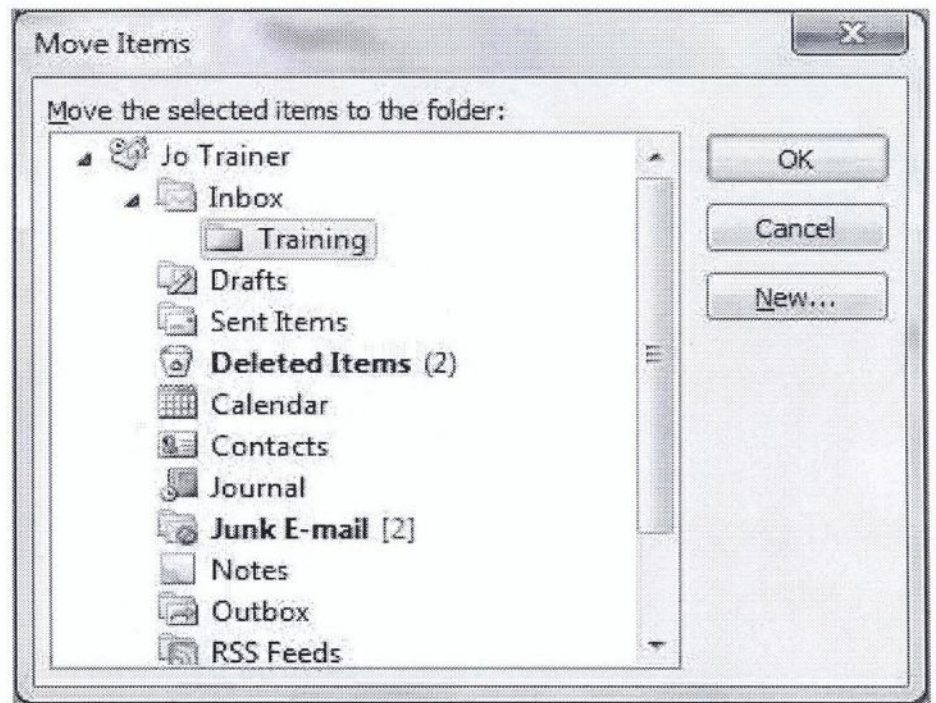 Move Items
Move the selected items to the folder:
Jo Trainer
Inbox
Training
Drafts
Sent Items
Deleted Items (2)
Calendar
Contacts
Journal
Junk E-mail [2]
Notes
Outbox
RSS Feeds
OK
Cancel
New...